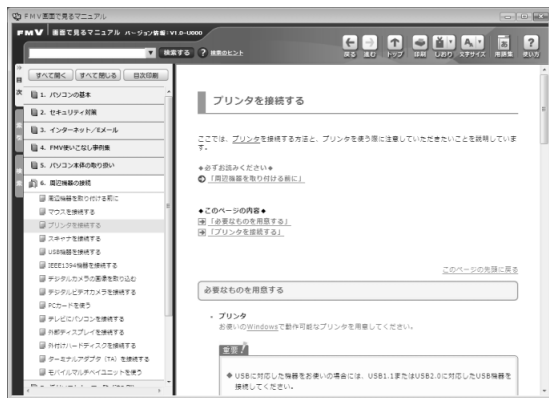 FMV画面で見るマニュアル
FMV 画面で見るマニュアル バージョン情報:V1.0-U000
検索する ? 検索のヒント
戻る 進む トップ 印刷 しおり 文字サイズ 用語集 使い方
目次
すべて開く すべて閉じる 目次印刷
1. パソコンの基本
2. セキュリティ対策
3. インターネット/Eメール
4. FMV使いこなし事例集
5. パソコン本体の取り扱い
6. 周辺機器の接続
周辺機器を取り付ける前に
マウスを接続する
プリンタを接続する
スキャナを接続する
USB機器を接続する
IEEE1394機器を接続する
デジタルカメラの画像を取り込む
デジタルビデオカメラを接続する
PCカードを使う
テレビにパソコンを接続する
外部ディスプレイを接続する
外付けハードディスクを接続する
ターミナルアダプタ(TA)を接続する
モバイルマルチベイユニットを使う
プリンタを接続する
ここでは、プリンタを接続する方法と、プリンタを使う際に注意していただきたいことを説明していま
す。
◆必ずお読みください◆
「周辺機器を取り付ける前に」
◆このページの内容◆
「必要なものを用意する」
「プリンタを接続する」
このページの先頭に戻る
必要なものを用意する
プリンタ
お使いのWindowsで動作可能なプリンタを用意してください。
重要!
◆USBに対応した機器をお使いの場合には、USB1.1またはUSB2.0に対応したUSB機器を
接続してください。